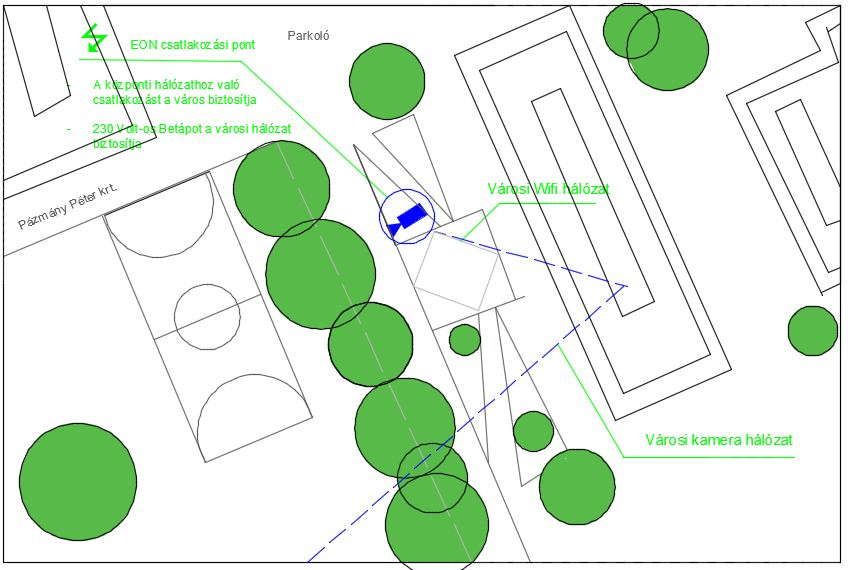 Parkoló
EON csatlakozási pont
- A központi hálózathoz való
csatlakozást a város biztosítja
- 230 Volt-os Betápot a városi hálózat
biztosítja
Pázmány Péter krt.
Városi Wifi hálózat
Városi kamera hálózat